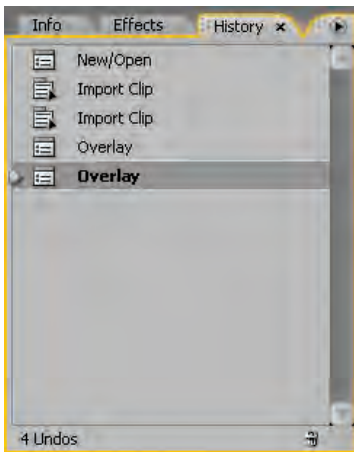 Info Effects History ×
New/Open
Import Clip
Import Clip
Overlay
Overlay
4 Undos